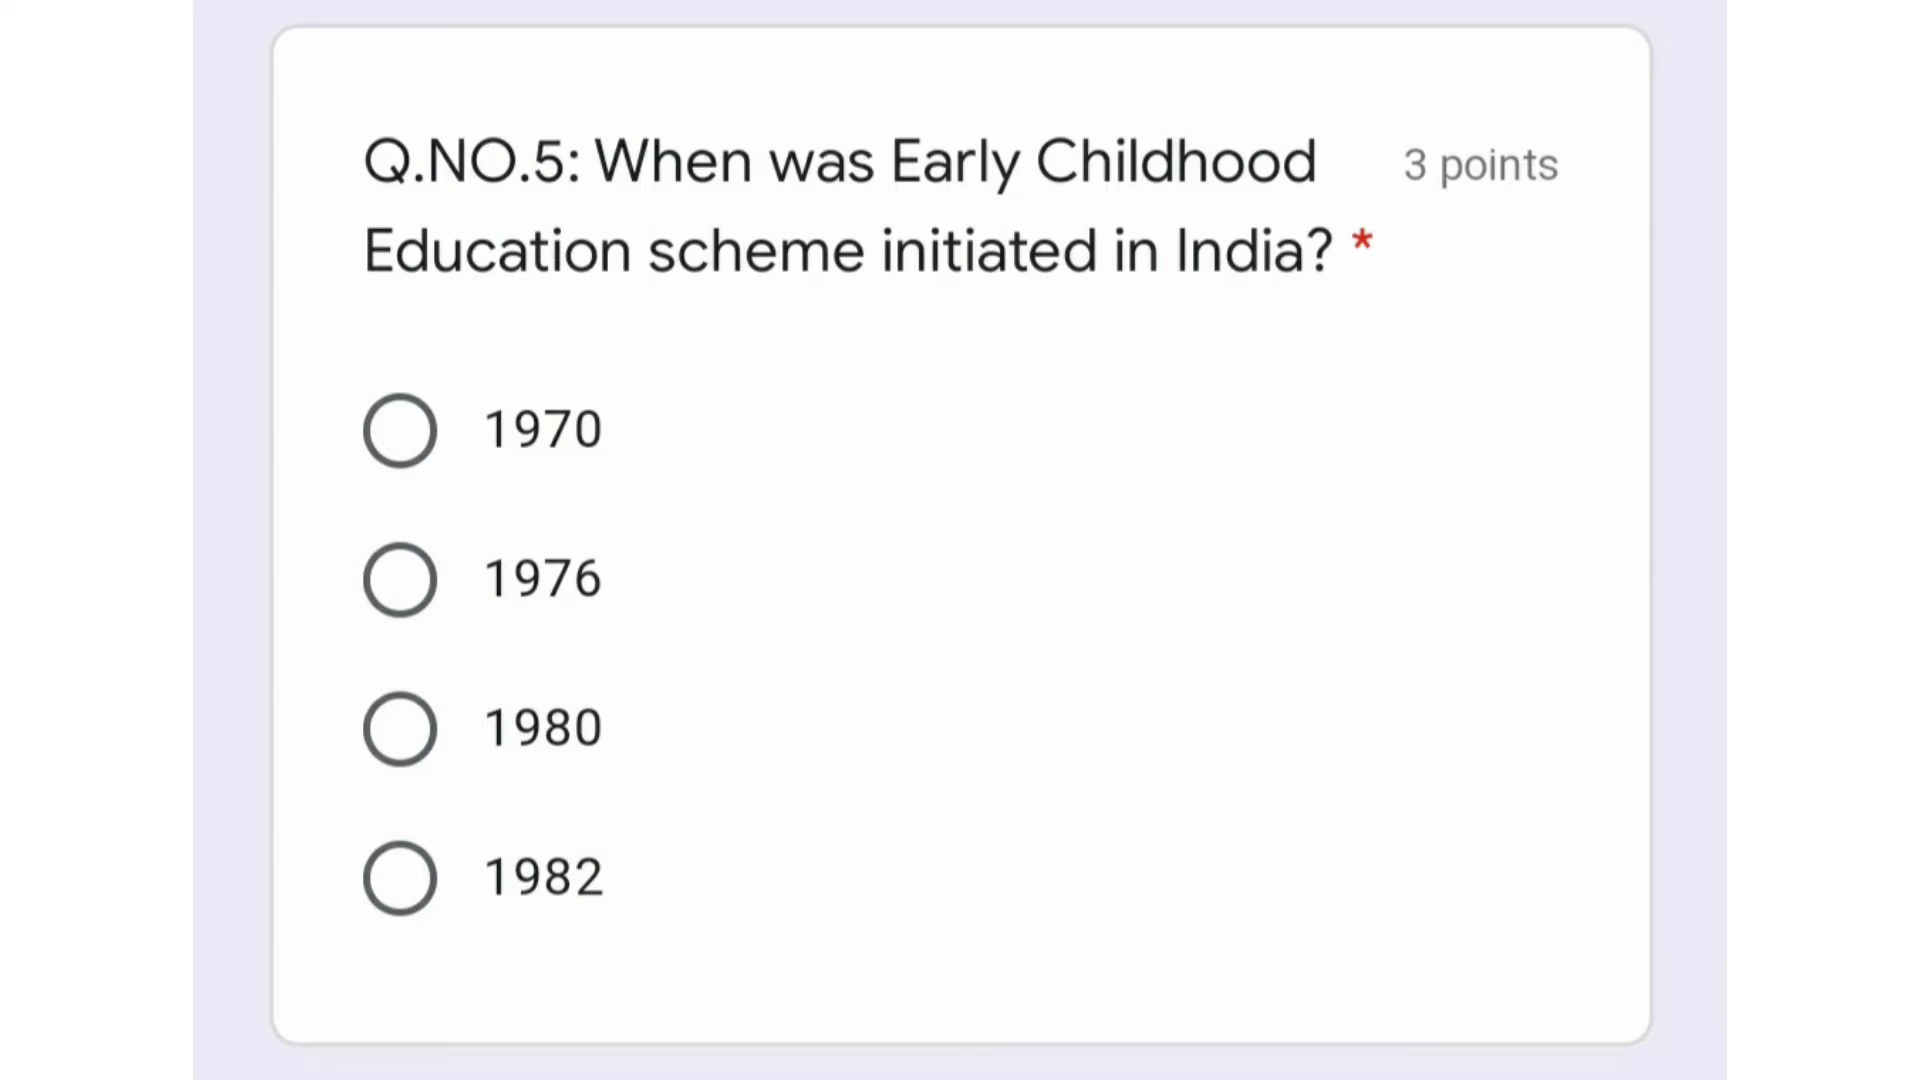 Q.NO.5: When was Early Childhood 3 points
Education scheme initiated in India? *
1970
1976
1980
1982